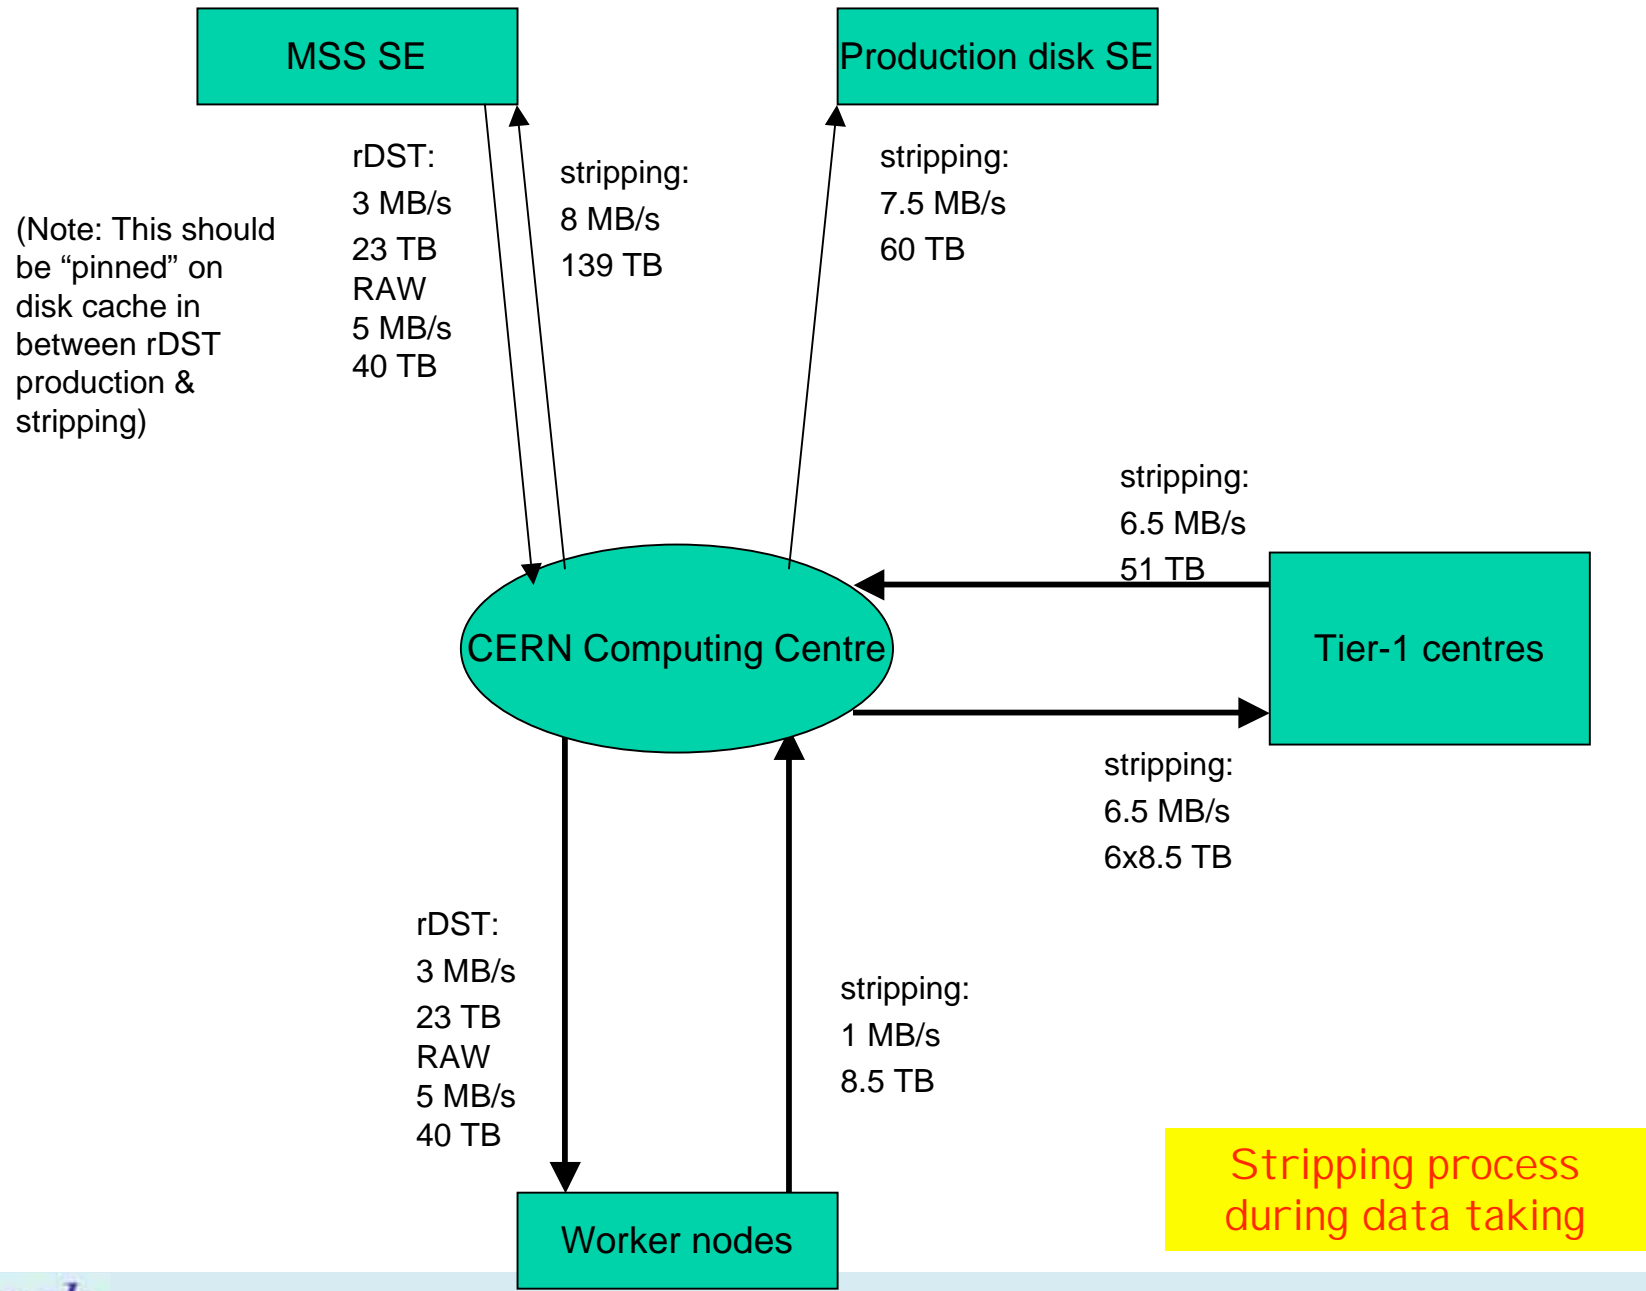 MSS SE
Production disk SE
rDST:
3 MB/s
23 TB
RAW
5 MB/s
40 TB
stripping:
8 MB/s
139 TB
stripping:
7.5 MB/s
60 TB
(Note: This should
be “pinned” on
disk cache in
between rDST
production &
stripping)
stripping:
6.5 MB/s
51 TB
CERN Computing Centre
Tier-1 centres
stripping:
6.5 MB/s
6x8.5 TB
rDST:
3 MB/s
23 TB
RAW
5 MB/s
40 TB
stripping:
1 MB/s
8.5 TB
Stripping process
during data taking
Worker nodes